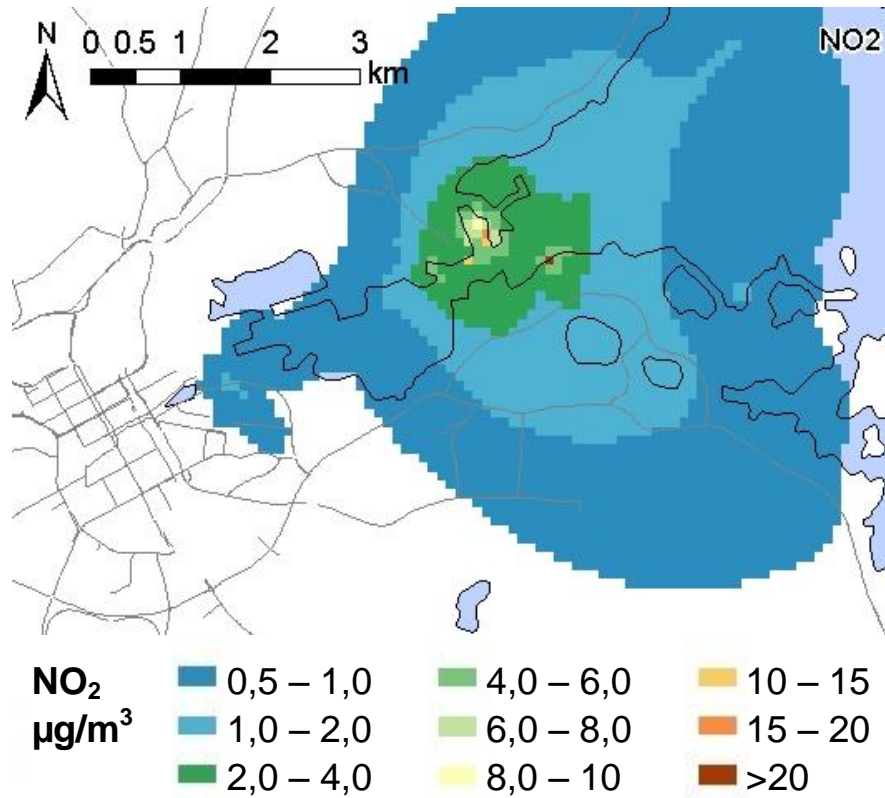 N 0 0.5 1 2 3 NO2
km
NO₂ 0,5 – 1,0 4,0 – 6,0 10 – 15
µg/m³ 1,0 – 2,0 6,0 – 8,0 15 – 20
2,0 – 4,0 8,0 – 10 >20